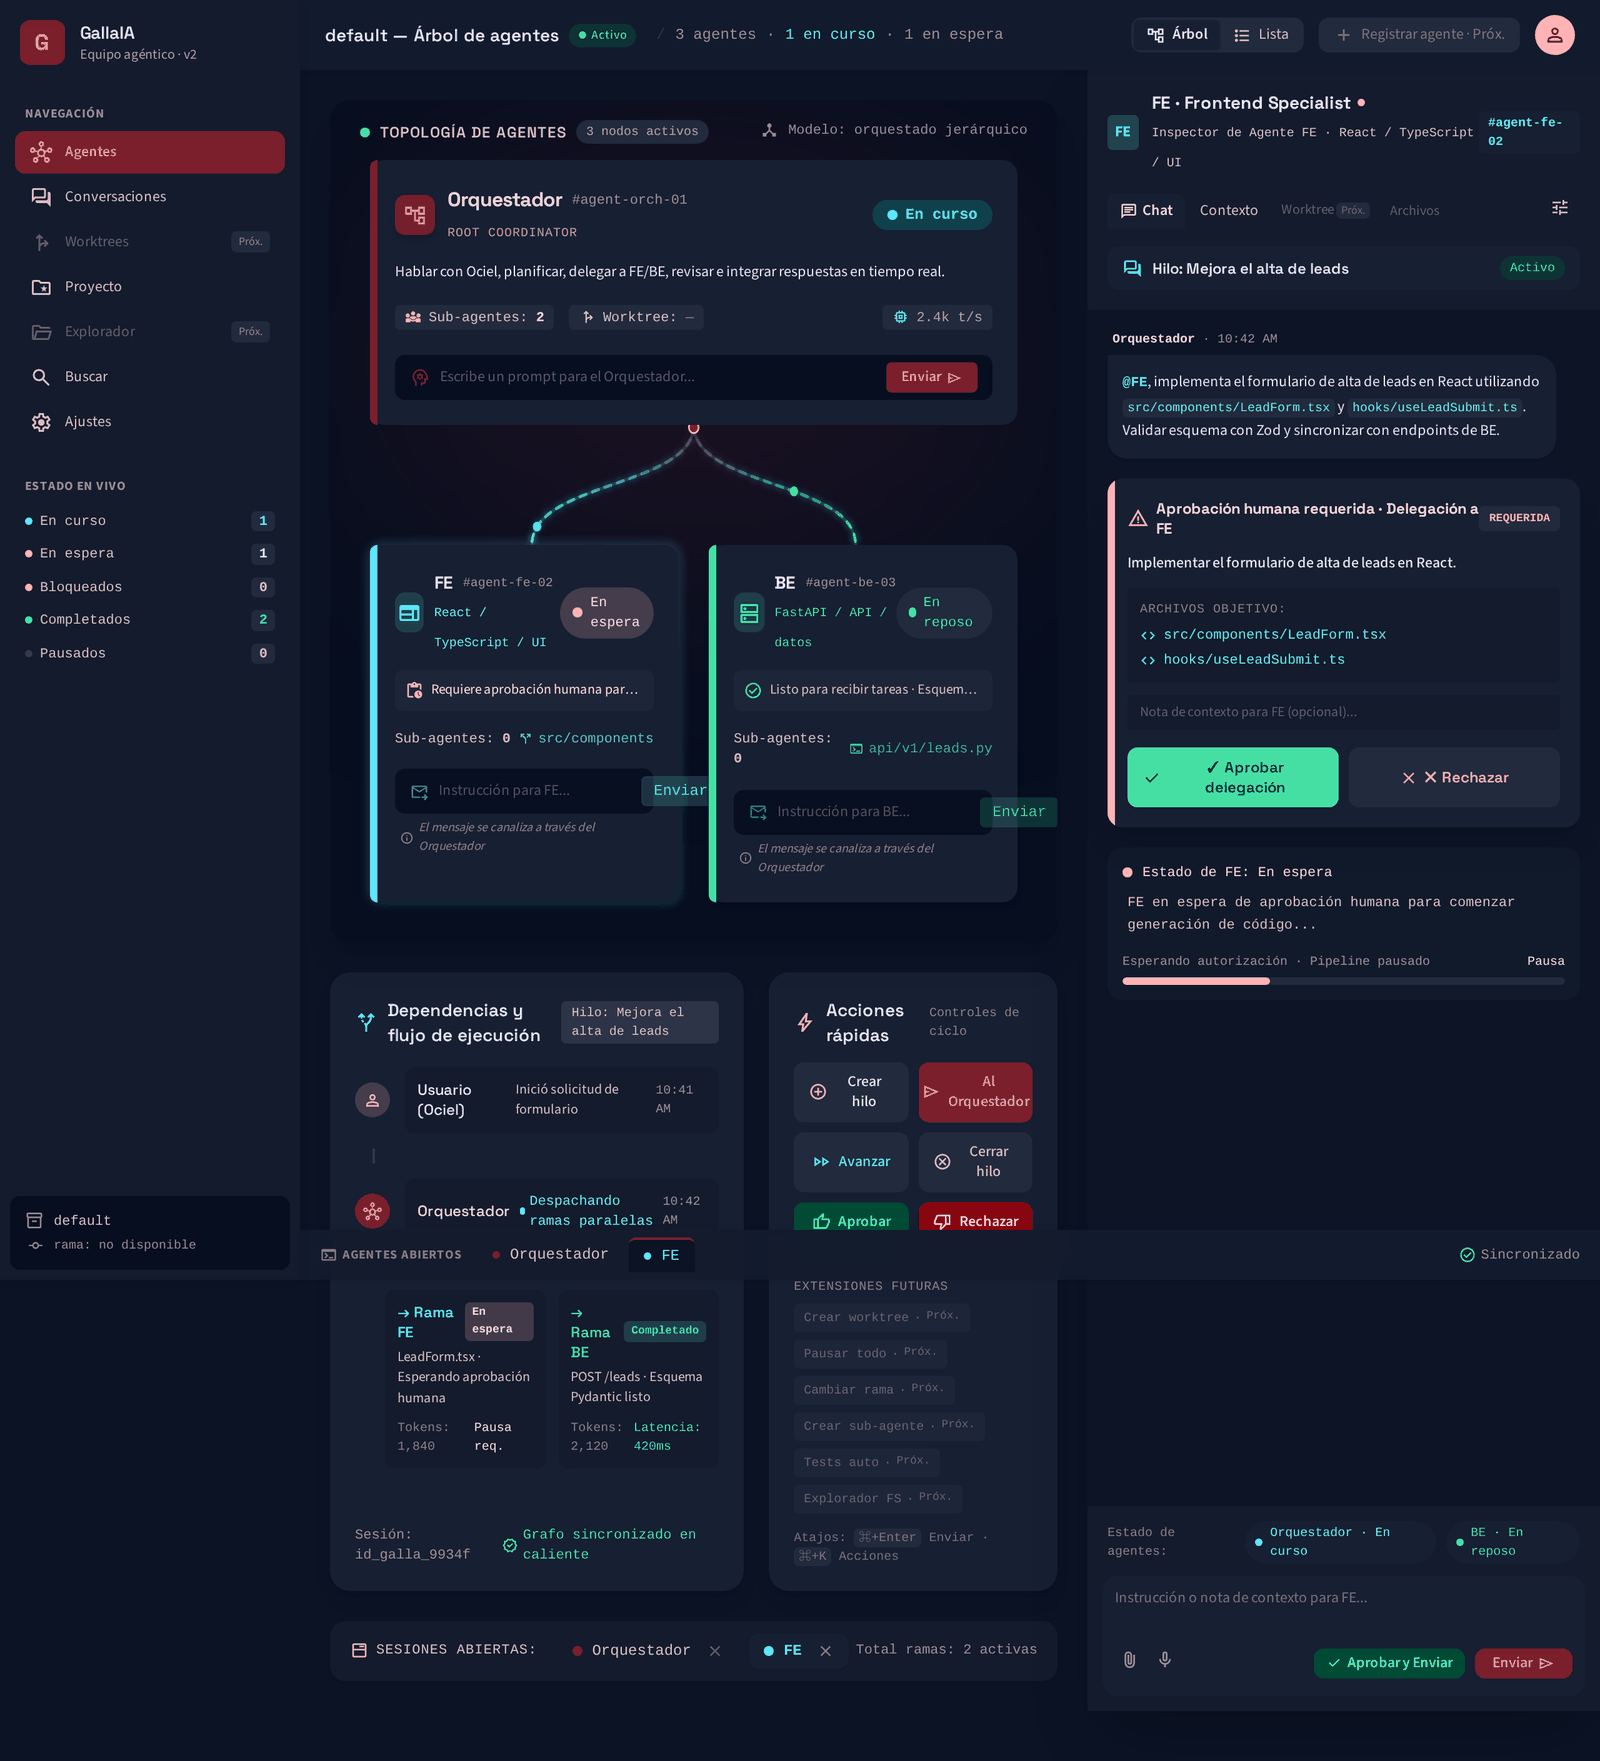 G
GallaIA
Equipo agéntico · v2
NAVEGACIÓN
Agentes
Conversaciones
Worktrees Próx.
Proyecto
Explorador Próx.
Buscar
Ajustes
ESTADO EN VIVO
En curso 1
En espera 1
Bloqueados 0
Completados 2
Pausados 0
default
rama: no disponible
default — Árbol de agentes Activo / 3 agentes · 1 en curso · 1 en espera
Árbol Lista Registrar agente · Próx.
TOPOLOGÍA DE AGENTES 3 nodos activos Modelo: orquestado jerárquico
Orquestador #agent-orch-01
ROOT COORDINATOR
En curso
Hablar con Ociel, planificar, delegar a FE/BE, revisar e integrar respuestas en tiempo real.
Sub-agentes: 2 Worktree: — 2.4k t/s
Escribe un prompt para el Orquestador... Enviar
FE #agent-fe-02
React /
TypeScript / UI
En
espera
Requiere aprobación humana par...
Sub-agentes: 0 src/components
Instrucción para FE... Enviar
El mensaje se canaliza a través del
Orquestador
BE #agent-be-03
FastAPI / API /
datos
En
reposo
Listo para recibir tareas · Esquem...
Sub-agentes:
0
api/v1/leads.py
Instrucción para BE... Enviar
El mensaje se canaliza a través del
Orquestador
Dependencias y
flujo de ejecución
Hilo: Mejora el
alta de leads
Usuario
(Ociel)
Inició solicitud de
formulario
10:41
AM
Orquestador
Despachando
ramas paralelas
10:42
AM
Acciones
rápidas
Controles de
ciclo
Crear
hilo
Al
Orquestador
Avanzar
Cerrar
hilo
Aprobar Rechazar
AGENTES ABIERTOS Orquestador FE Sincronizado
→ Rama
FE
En
espera
LeadForm.tsx ·
Esperando aprobación
humana
Tokens:
1,840
Pausa
req.
→
Rama
BE
Completado
POST /leads · Esquema
Pydantic listo
Tokens:
2,120
Latencia:
420ms
Sesión:
id_galla_9934f
Grafo sincronizado en
caliente
EXTENSIONES FUTURAS
Crear worktree · Próx.
Pausar todo · Próx.
Cambiar rama · Próx.
Crear sub-agente · Próx.
Tests auto · Próx.
Explorador FS · Próx.
Atajos: ⌘+Enter Enviar ·
⌘+K Acciones
SESIONES ABIERTAS: Orquestador FE Total ramas: 2 activas
FE FE · Frontend Specialist
Inspector de Agente FE · React / TypeScript
/ UI
#agent-fe-
02
Chat Contexto Worktree Próx. Archivos
Hilo: Mejora el alta de leads Activo
Orquestador · 10:42 AM
@FE, implementa el formulario de alta de leads en React utilizando
src/components/LeadForm.tsx y hooks/useLeadSubmit.ts.
Validar esquema con Zod y sincronizar con endpoints de BE.
Aprobación humana requerida · Delegación a
FE
REQUERIDA
Implementar el formulario de alta de leads en React.
ARCHIVOS OBJETIVO:
<> src/components/LeadForm.tsx
<> hooks/useLeadSubmit.ts
Nota de contexto para FE (opcional)...
✓ Aprobar
delegación
✕ Rechazar
Estado de FE: En espera
FE en espera de aprobación humana para comenzar
generación de código...
Esperando autorización · Pipeline pausado Pausa
Estado de
agentes:
Orquestador · En
curso
BE · En
reposo
Instrucción o nota de contexto para FE...
Aprobar y Enviar Enviar